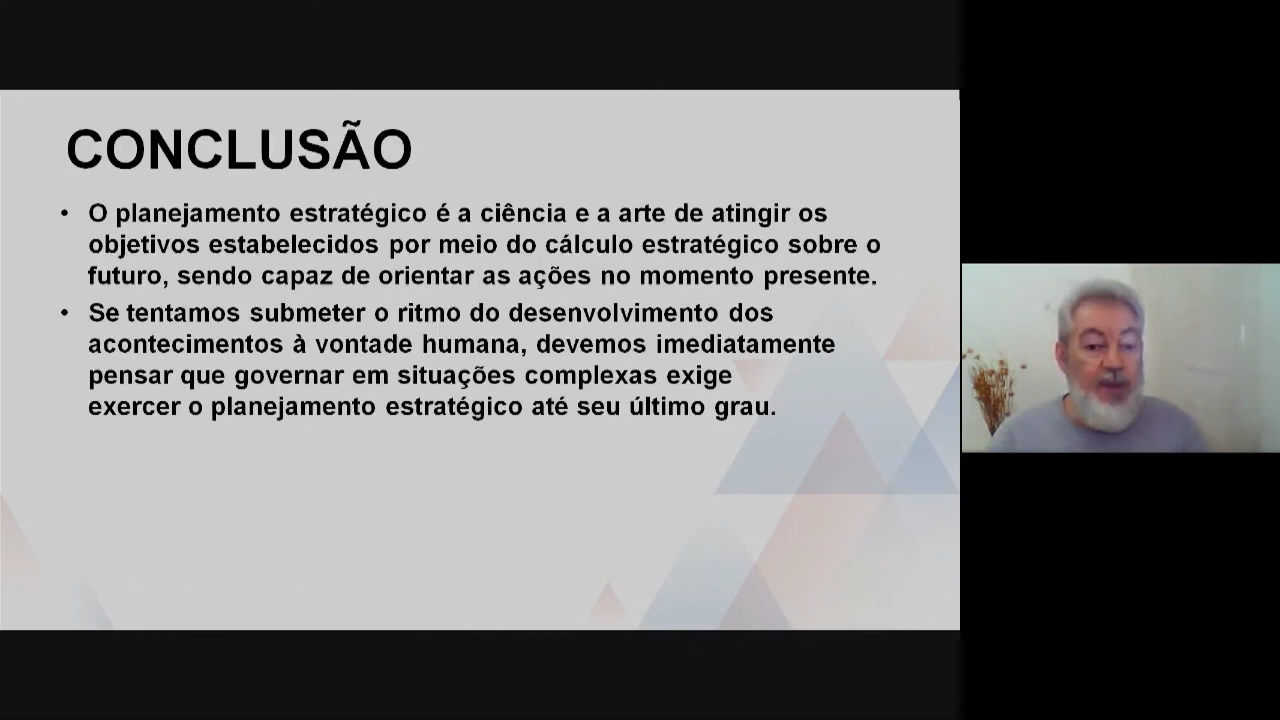 CONCLUSÃO
• O planejamento estratégico é a ciência e a arte de atingir os
objetivos estabelecidos por meio do cálculo estratégico sobre o
futuro, sendo capaz de orientar as ações no momento presente.
• Se tentamos submeter o ritmo do desenvolvimento dos
acontecimentos à vontade humana, devemos imediatamente
pensar que governar em situações complexas exige
exercer o planejamento estratégico até seu último grau.